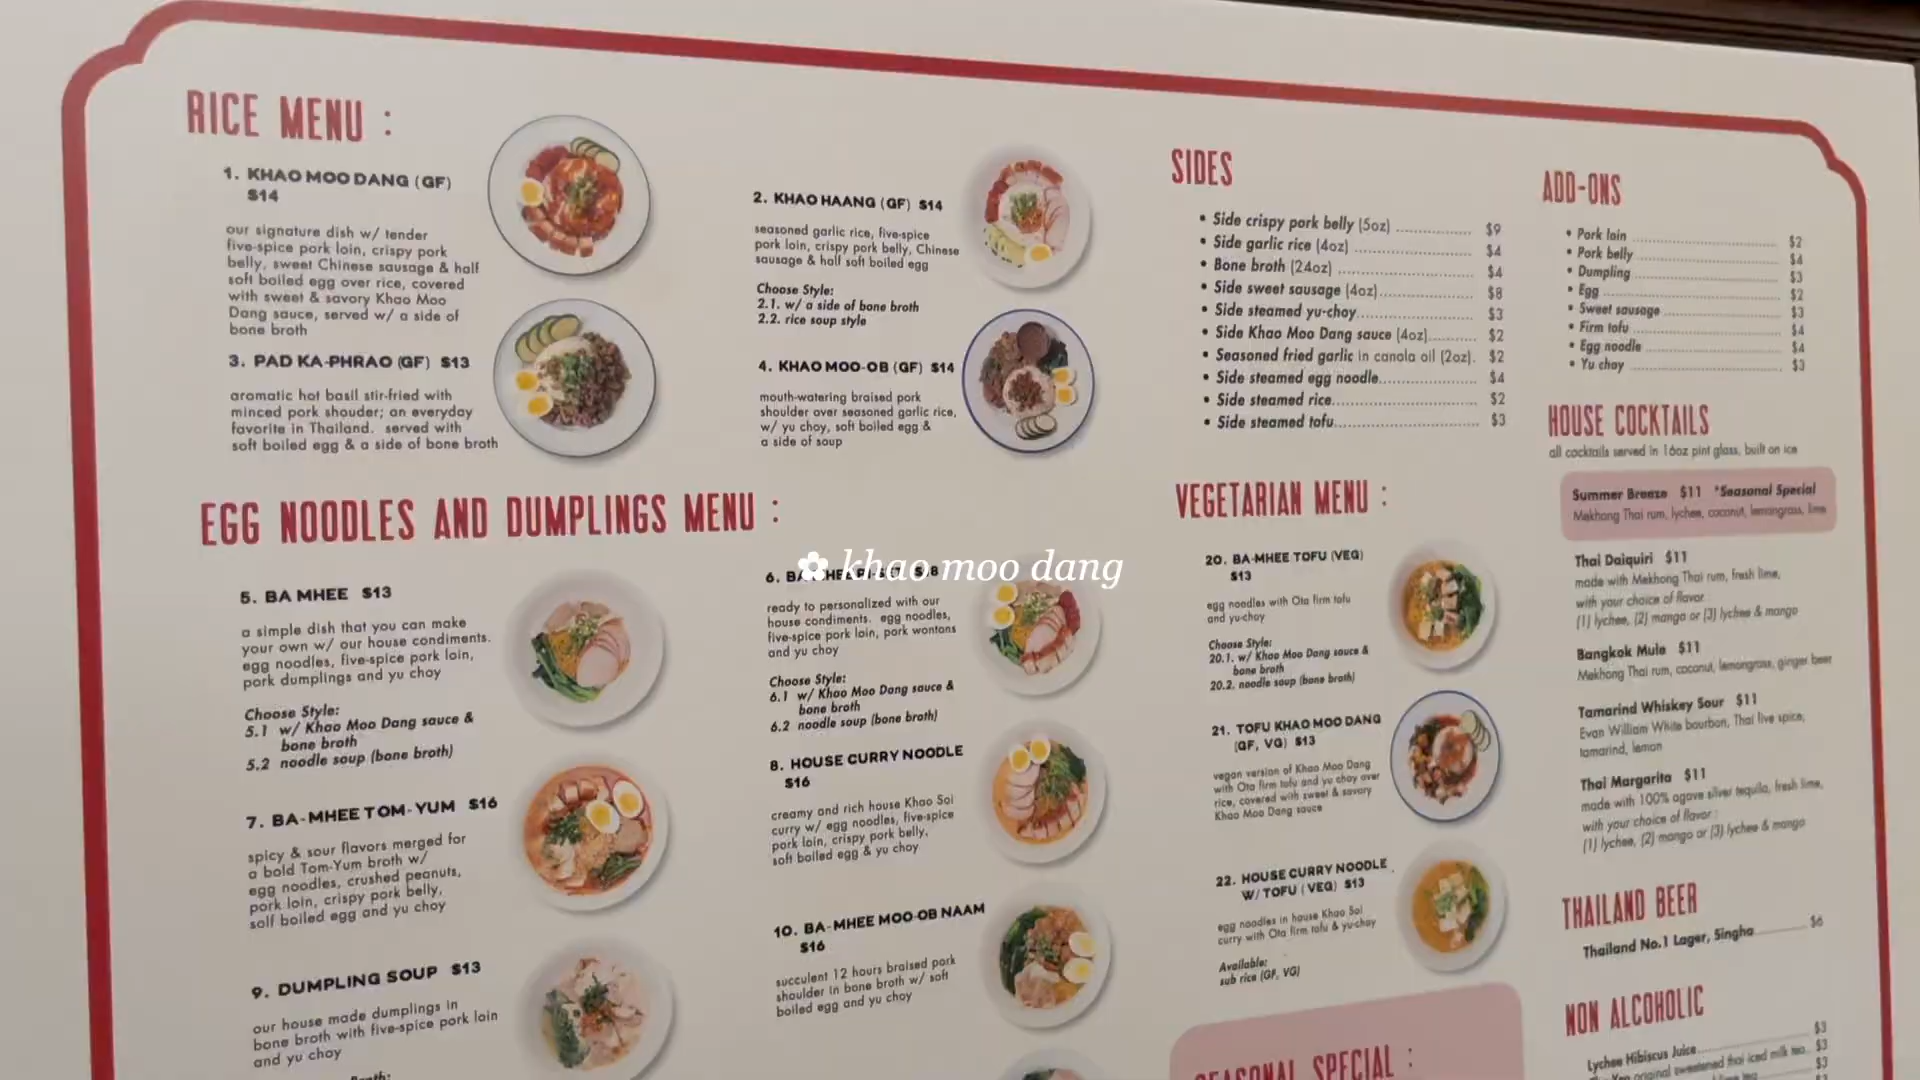 RICE MENU :
1. KHAO MOO DANG (GF)
$14
our signature dish w/ tender
five-spice pork loin, crispy pork
belly, sweet Chinese sausage & half
soft boiled egg over rice, covered
with sweet & savory Khao Moo
Dang sauce, served w/ a side of
bone broth
2. KHAO HAANG (GF) $14
seasoned garlic rice, five-spice
pork loin, crispy pork belly, Chinese
sausage & half soft boiled egg
Choose Style:
2.1. w/ a side of bone broth
2.2. rice soup style
3. PAD KA-PHRAO (GF) $13
aromatic hot basil stir-fried with
minced pork shouder; an everyday
favorite in Thailand. served with
soft boiled egg & a side of bone broth
4. KHAO MOO-OB (GF) $14
mouth-watering braised pork
shoulder over seasoned garlic rice,
w/ yu choy, soft boiled egg &
a side of soup
EGG NOODLES AND DUMPLINGS MENU :
5. BA MHEE $13
a simple dish that you can make
your own w/ our house condiments.
egg noodles, five-spice pork loin,
pork dumplings and yu choy
Choose Style:
5.1 w/ Khao Moo Dang sauce &
bone broth
5.2 noodle soup (bone broth)
6.
ready to personalized with our
house condiments. egg noodles,
five-spice pork loin, pork wontons
and yu choy
Choose Style:
6.1 w/ Khao Moo Dang sauce &
bone broth
6.2 noodle soup (bone broth)
7. BA-MHEE TOM-YUM $16
spicy & sour flavors merged for
a bold Tom-Yum broth w/
egg noodles, crushed peanuts,
pork loin, crispy pork belly,
solf boiled egg and yu choy
8. HOUSE CURRY NOODLE
$16
creamy and rich house Khao Soi
curry w/ egg noodles, five-spice
pork loin, crispy pork belly,
soft boiled egg & yu choy
9. DUMPLING SOUP $13
our house made dumplings in
bone broth with five-spice pork loin
and yu choy
10. BA-MHEE MOO-OB NAAM
$16
succulent 12 hours braised pork
shoulder in bone broth w/ soft
boiled egg and yu choy
SIDES
• Side crispy pork belly (5oz) $9
• Side garlic rice (4oz) $4
• Bone broth (24oz) $4
• Side sweet sausage (4oz) $8
• Side steamed yu-choy $3
• Side Khao Moo Dang sauce (4oz) $2
• Seasoned fried garlic in canola oil (2oz). $2
• Side steamed egg noodle $4
• Side steamed rice $2
• Side steamed tofu $3
VEGETARIAN MENU :
20. BA-MHEE TOFU (VEG)
$13
egg noodles with Ota firm tofu
and yu-choy
Choose Style:
20.1. w/ Khao Moo Dang sauce &
bone broth
20.2. noodle soup (bone broth)
21. TOFU KHAO MOO DANG
(GF, VG) $13
vegan version of Khao Moo Dang
with Ota firm tofu and yu choy over
rice, covered with sweet & savory
Khao Moo Dang sauce
22. HOUSE CURRY NOODLE
W/ TOFU (VEG) $13
egg noodles in house Khao Soi
curry with Ota firm tofu & yu-choy
Available:
sub rice (GF, VG)
SEASONAL SPECIAL :
ADD-ONS
• Pork loin $2
• Pork belly $4
• Dumpling $3
• Egg $2
• Sweet sausage $3
• Firm tofu $4
• Egg noodle $4
• Yu choy $3
HOUSE COCKTAILS
all cocktails served in 16oz pint glass, built on ice
Summer Breeze $11 *Seasonal Special
Mekhong Thai rum, lychee, coconut, lemongrass, lime
Thai Daiquiri $11
made with Mekhong Thai rum, fresh lime,
with your choice of flavor
(1) lychee, (2) mango or (3) lychee & mango
Bangkok Mule $11
Mekhong Thai rum, coconut, lemongrass, ginger beer
Tamarind Whiskey Sour $11
Evan William White bourbon, Thai five spice,
tamarind, lemon
Thai Margarita $11
made with 100% agave silver tequila, fresh lime,
with your choice of flavor :
(1) lychee, (2) mango or (3) lychee & mango
THAILAND BEER
Thailand No.1 Lager, Singha $6
NON ALCOHOLIC
Lychee Hibiscus Juice $3
original sweetened thai iced milk tea $3
khao moo dang